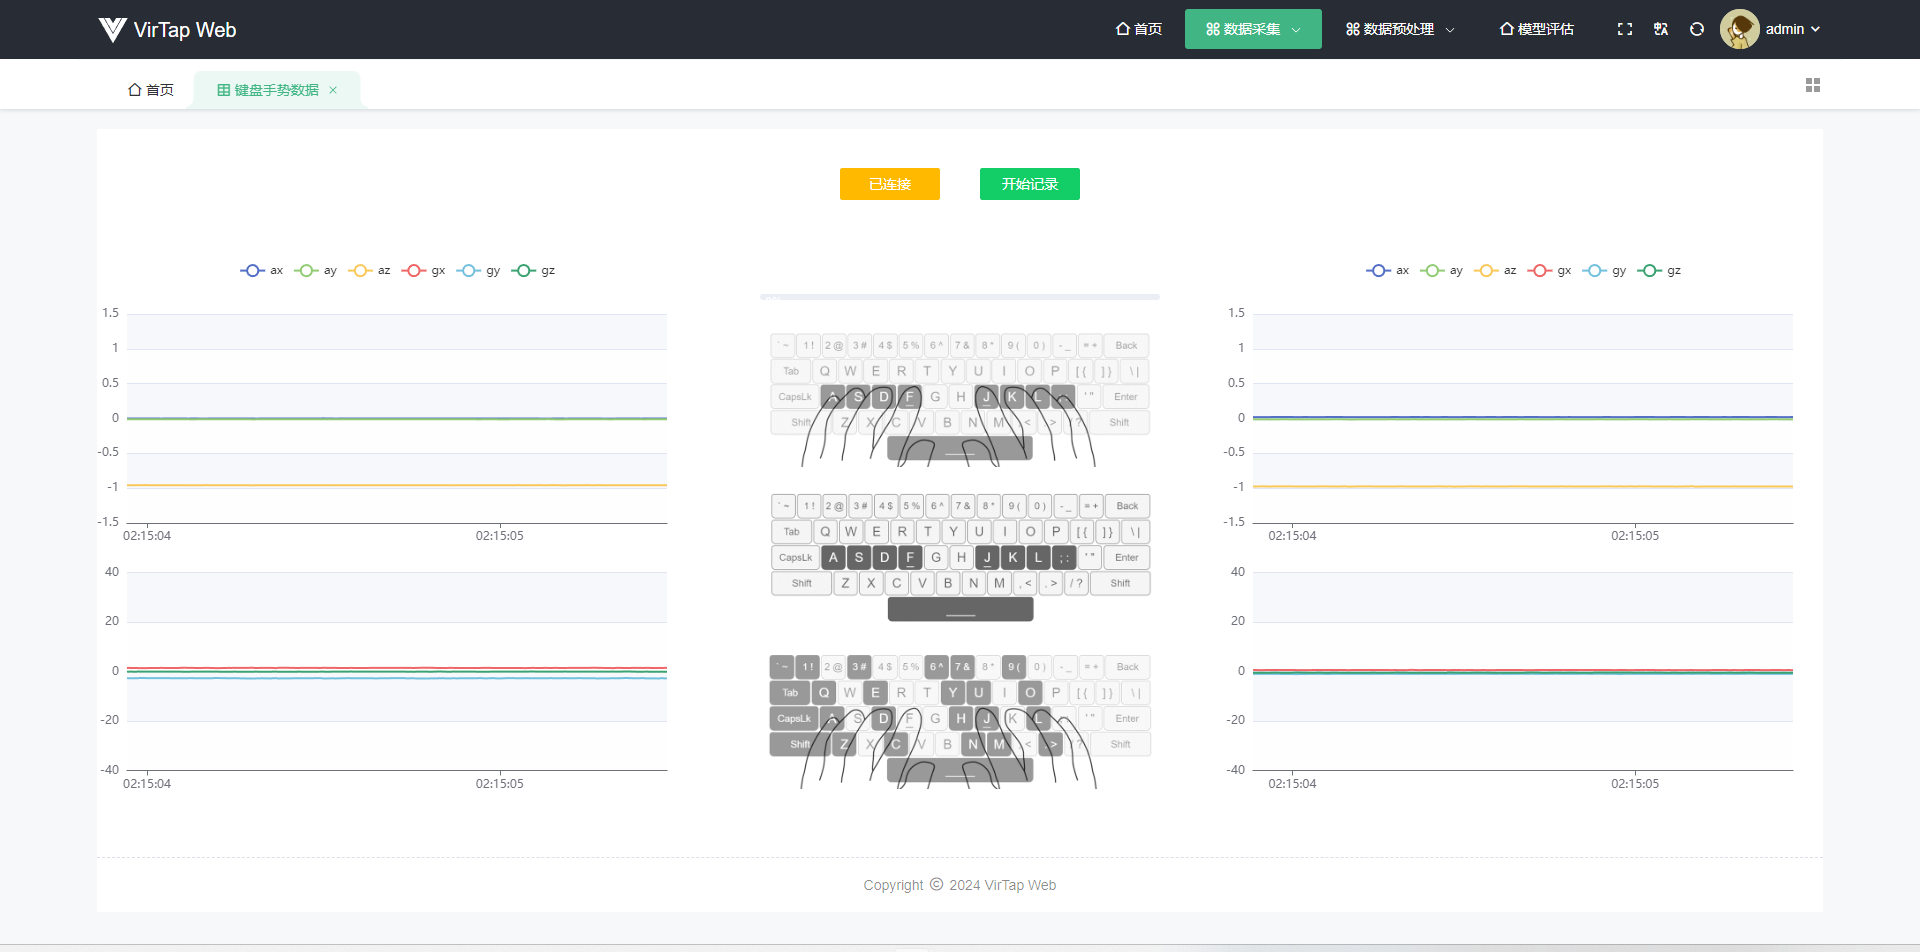 VirTap Web
首页
数据采集
数据预处理
模型评估
admin
首页
键盘手势数据
已连接
开始记录
ax ay az gx gy gz
1.5
1
0.5
0
-0.5
-1
-1.5
02:15:04 02:15:05
40
20
0
-20
-40
02:15:04 02:15:05
` ~ 1 ! 2 @ 3 # 4 $ 5 % 6 ^ 7 & 8 * 9 ( 0 ) - _ = + Back
Tab Q W E R T Y U I O P [ { ] } \ |
CapsLk A S D F G H J K L ; : ' " Enter
Shift Z X C V B N M < > ? Shift
` ~ 1 ! 2 @ 3 # 4 $ 5 % 6 ^ 7 & 8 * 9 ( 0 ) - _ = + Back
Tab Q W E R T Y U I O P [ { ] } \ |
CapsLk A S D F G H J K L ; : ' " Enter
Shift Z X C V B N M , < . > / ? Shift
` ~ 1 ! 2 @ 3 # 4 $ 5 % 6 ^ 7 & 8 * 9 ( 0 ) - _ = + Back
Tab Q W E R T Y U I O P [ { ] } \ |
CapsLk A S D F G H J K L ' " Enter
Shift Z X C V B N M < > ? Shift
ax ay az gx gy gz
1.5
1
0.5
0
-0.5
-1
-1.5
02:15:04 02:15:05
40
20
0
-20
-40
02:15:04 02:15:05
Copyright © 2024 VirTap Web